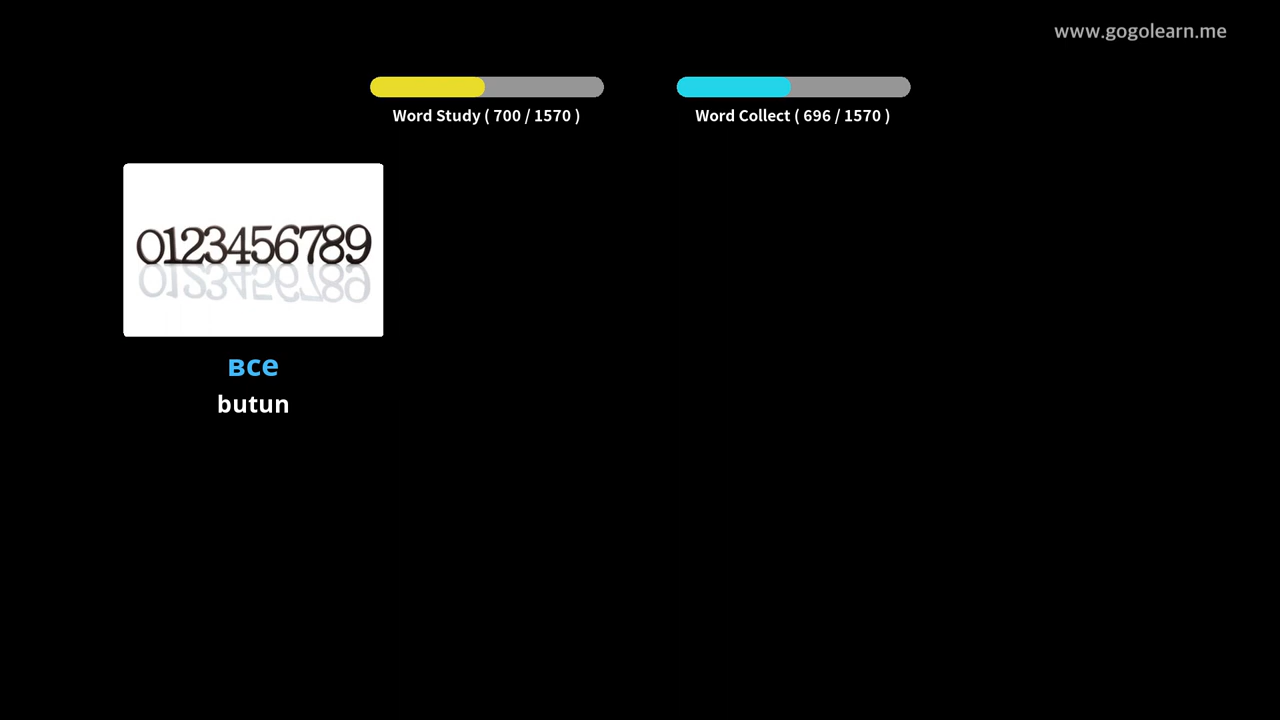 www.gogolearn.me
Word Study ( 700 / 1570 )
Word Collect ( 696 / 1570 )
0123456789
все
butun